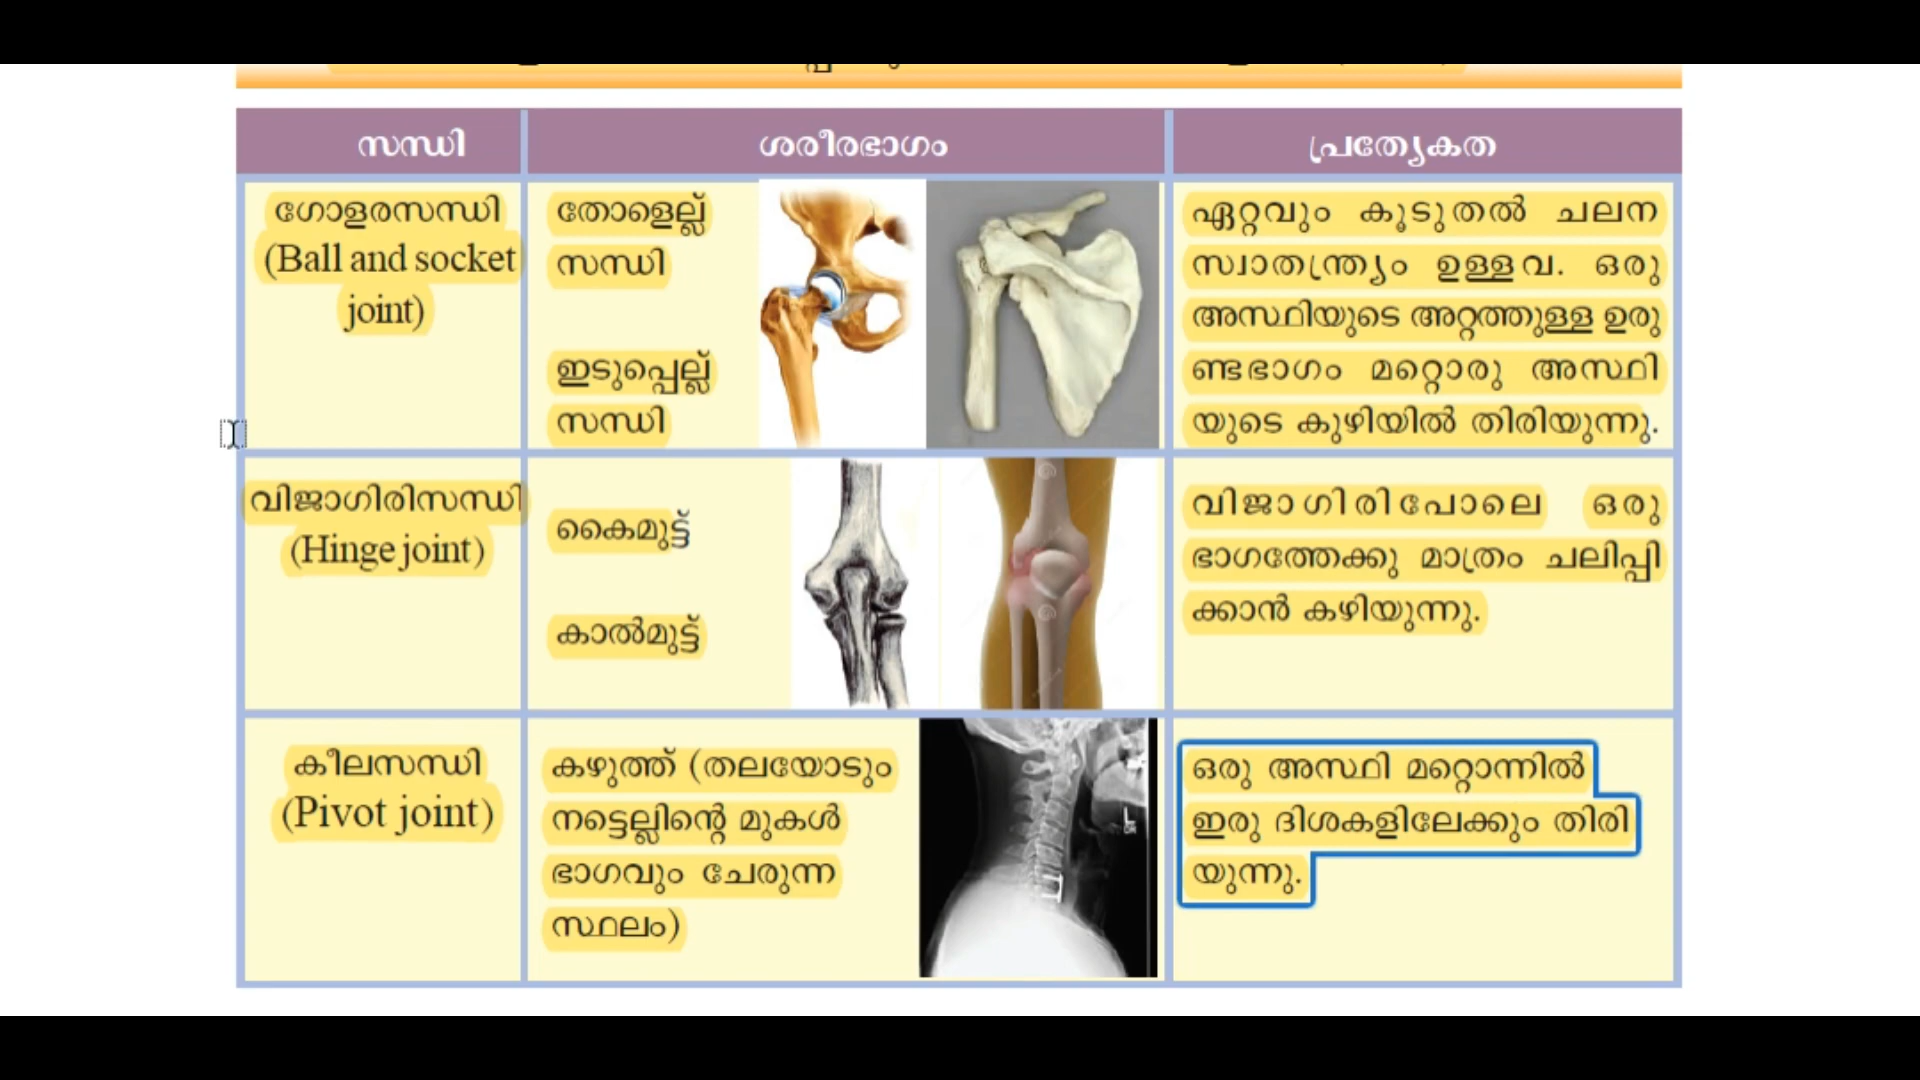 സന്ധി
ശരീരഭാഗം
പ്രത്യേകത
ഗോളരസന്ധി
(Ball and socket
joint)
തോളെല്ല്
സന്ധി
ഇടുപ്പെല്ല്
സന്ധി
ഏറ്റവും കൂടുതൽ ചലന
സ്വാതന്ത്ര്യം ഉള്ളവ. ഒരു
അസ്ഥിയുടെ അറ്റത്തുള്ള ഉരു
ണ്ടഭാഗം മറ്റൊരു അസ്ഥി
യുടെ കുഴിയിൽ തിരിയുന്നു.
വിജാഗിരിസന്ധി
(Hinge joint)
കൈമുട്ട്
കാൽമുട്ട്
വിജാഗിരിപോലെ ഒരു
ഭാഗത്തേക്കു മാത്രം ചലിപ്പി
ക്കാൻ കഴിയുന്നു.
കീലസന്ധി
(Pivot joint)
കഴുത്ത് (തലയോടും
നട്ടെല്ലിന്റെ മുകൾ
ഭാഗവും ചേരുന്ന
സ്ഥലം)
ഒരു അസ്ഥി മറ്റൊന്നിൽ
ഇരു ദിശകളിലേക്കും തിരി
യുന്നു.